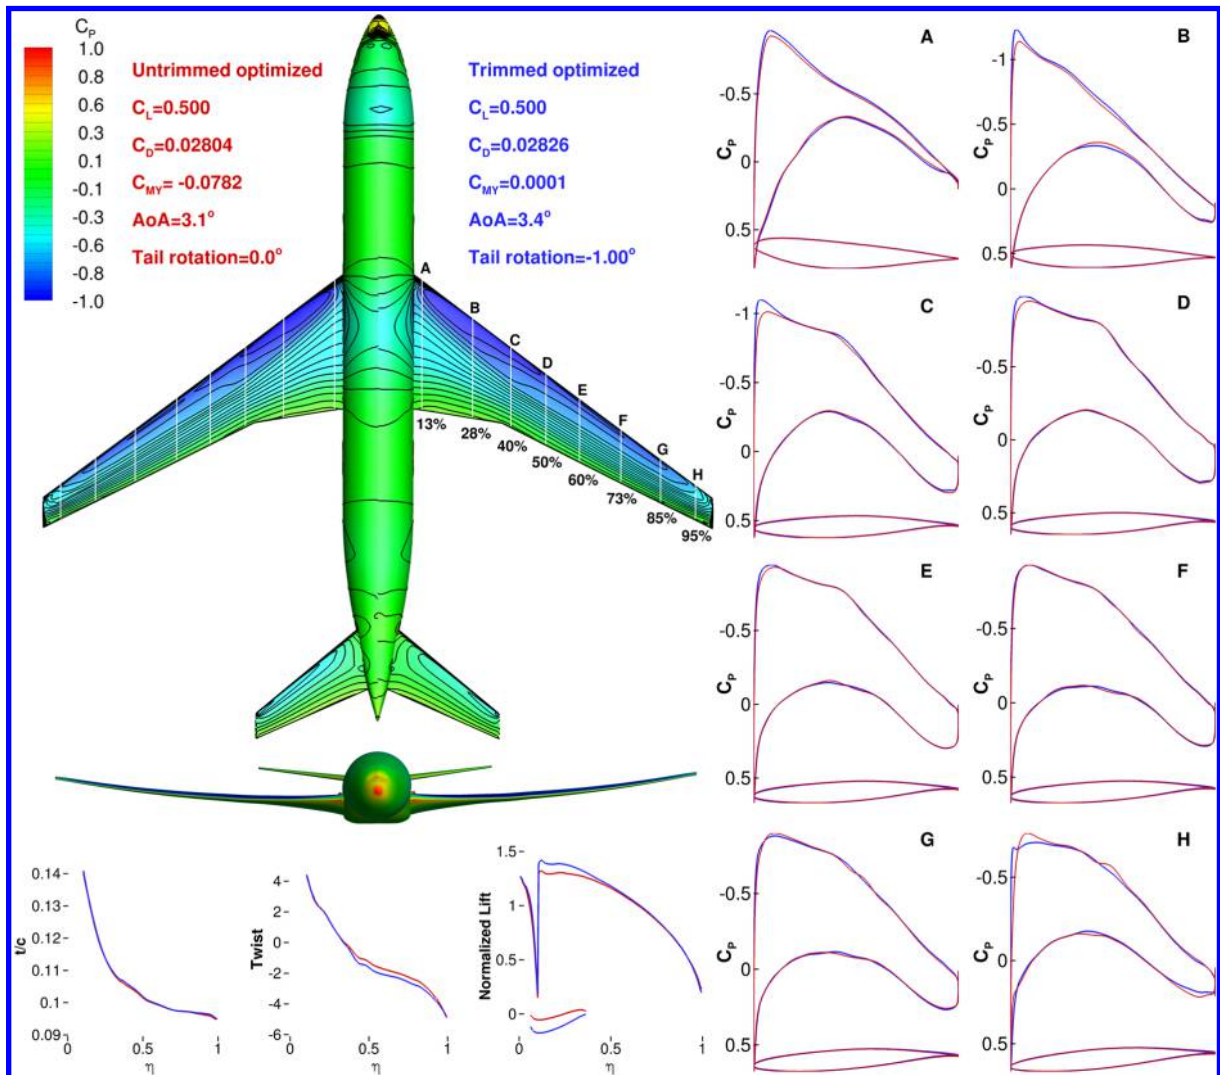 C_P
1.0
0.8
0.6
0.4
0.3
0.1
-0.1
-0.3
-0.4
-0.6
-0.8
-1.0
Untrimmed optimized
C_L=0.500
C_D=0.02804
C_MY= -0.0782
AoA=3.1°
Tail rotation=0.0°
Trimmed optimized
C_L=0.500
C_D=0.02826
C_MY=0.0001
AoA=3.4°
Tail rotation=-1.00°
A
B
C
D
E
F
G
H
13%
28%
40%
50%
60%
73%
85%
95%
t/c
0.14
0.13
0.12
0.11
0.1
0.09
0
0.5
1
η
Twist
4
2
0
-2
-4
-6
0
0.5
1
η
Normalized Lift
1.5
1
0.5
0
0
0.5
1
η
A
C_P
-0.5
0
0.5
B
C_P
-1
-0.5
0
0.5
C
C_P
-1
-0.5
0
0.5
D
C_P
-0.5
0
0.5
E
C_P
-0.5
0
0.5
F
C_P
-0.5
0
0.5
G
C_P
-0.5
0
0.5
H
C_P
-0.5
0
0.5